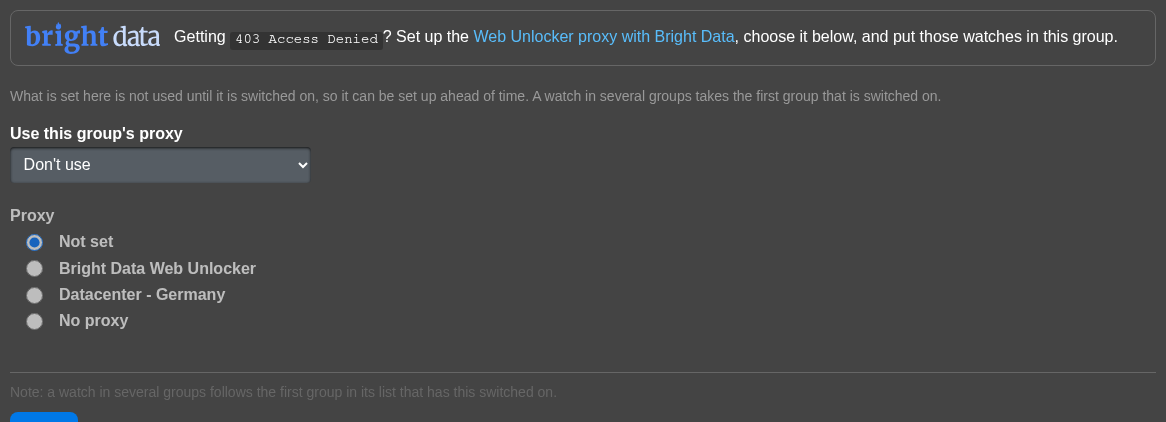 bright data Getting 403 Access Denied? Set up the Web Unlocker proxy with Bright Data, choose it below, and put those watches in this group.
What is set here is not used until it is switched on, so it can be set up ahead of time. A watch in several groups takes the first group that is switched on.
Use this group's proxy
Don't use
Proxy
Not set
Bright Data Web Unlocker
Datacenter - Germany
No proxy
Note: a watch in several groups follows the first group in its list that has this switched on.